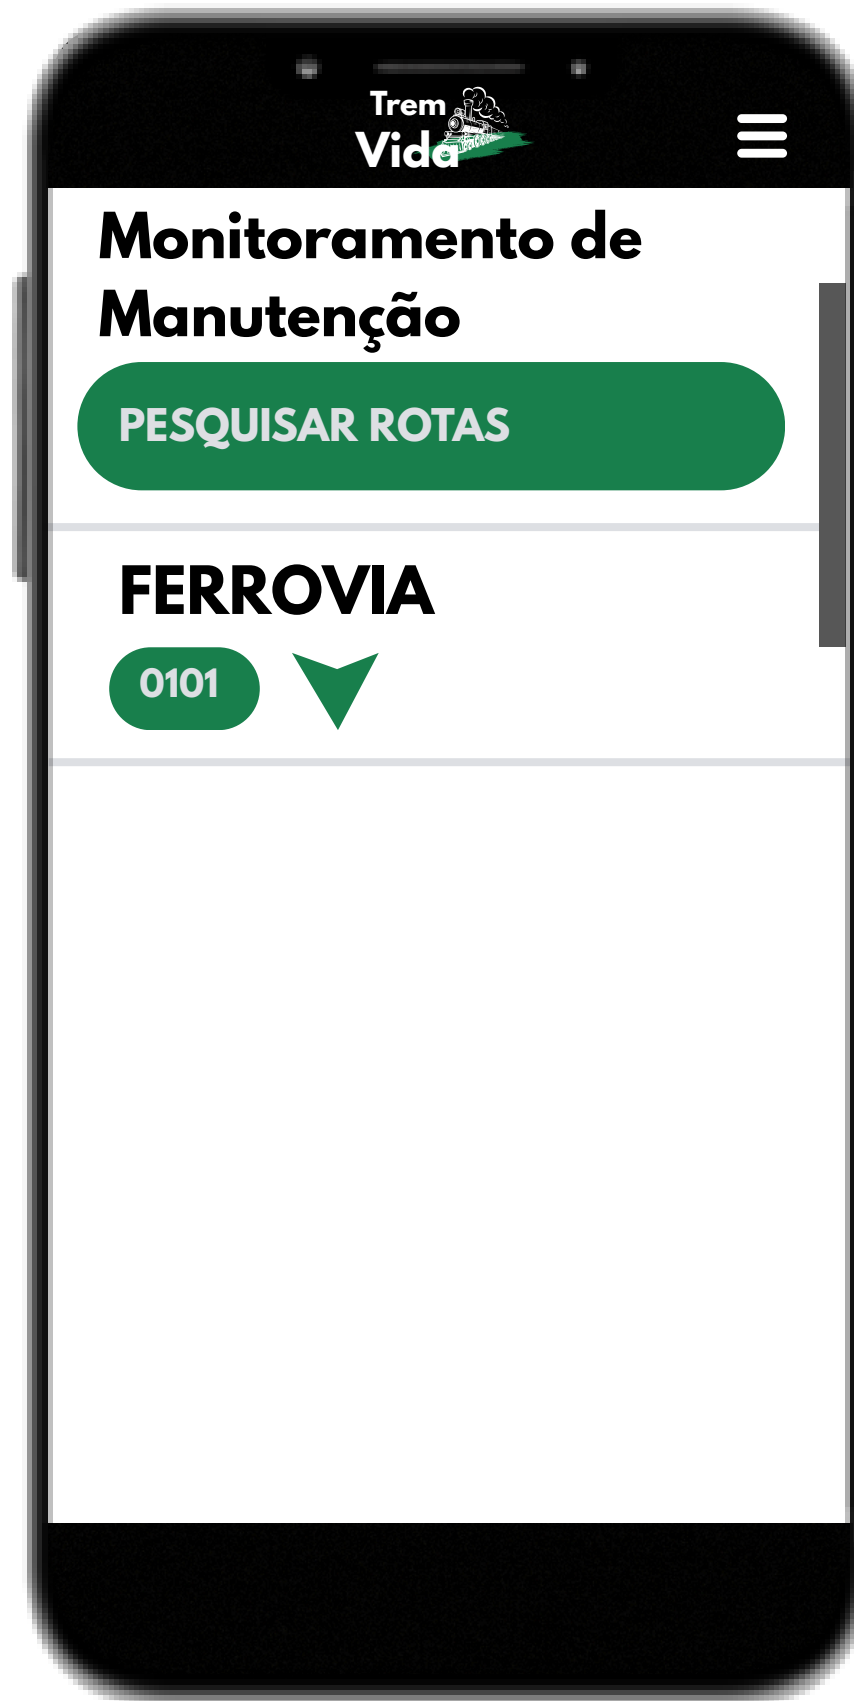 Trem
Vida
Monitoramento de
Manutenção
PESQUISAR ROTAS
FERROVIA
0101